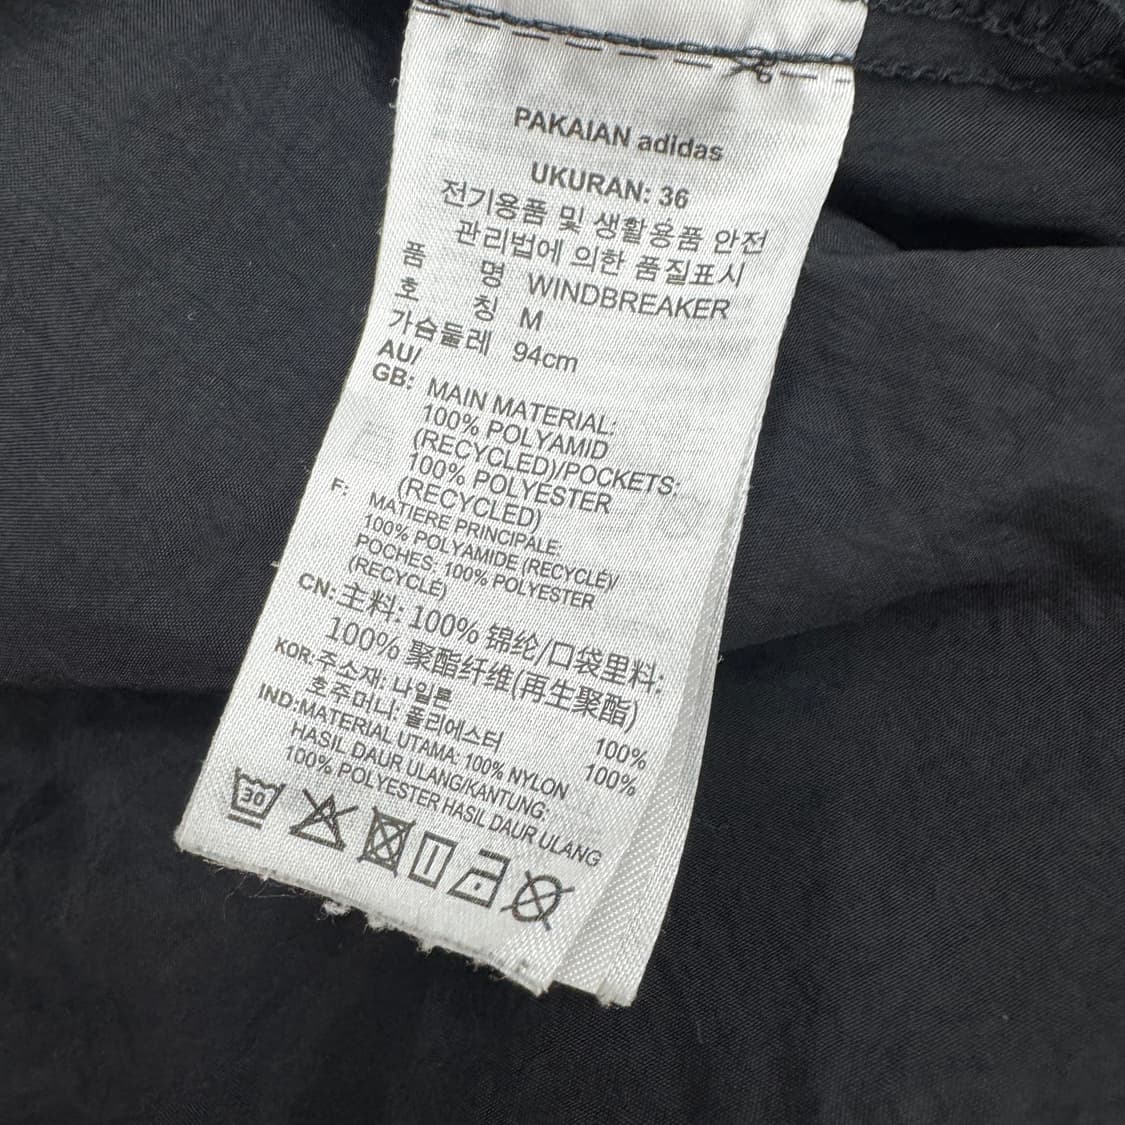 PAKAIAN adidas
UKURAN: 36
전기용품 및 생활용품 안전
관리법에 의한 품질표시
품 명 WINDBREAKER
호 칭 M
가슴둘레 94cm
AU/
GB: MAIN MATERIAL:
100% POLYAMID
(RECYCLED)/POCKETS:
100% POLYESTER
(RECYCLED)
F: MATIERE PRINCIPALE:
100% POLYAMIDE (RECYCLÉ)/
POCHES: 100% POLYESTER
(RECYCLÉ)
CN: 主料: 100% 锦纶/口袋里料:
100% 聚酯纤维(再生聚酯)
KOR: 주소재: 나일론 100%
호주머니: 폴리에스터 100%
IND: MATERIAL UTAMA: 100% NYLON
HASIL DAUR ULANG/KANTUNG:
100% POLYESTER HASIL DAUR ULANG
30